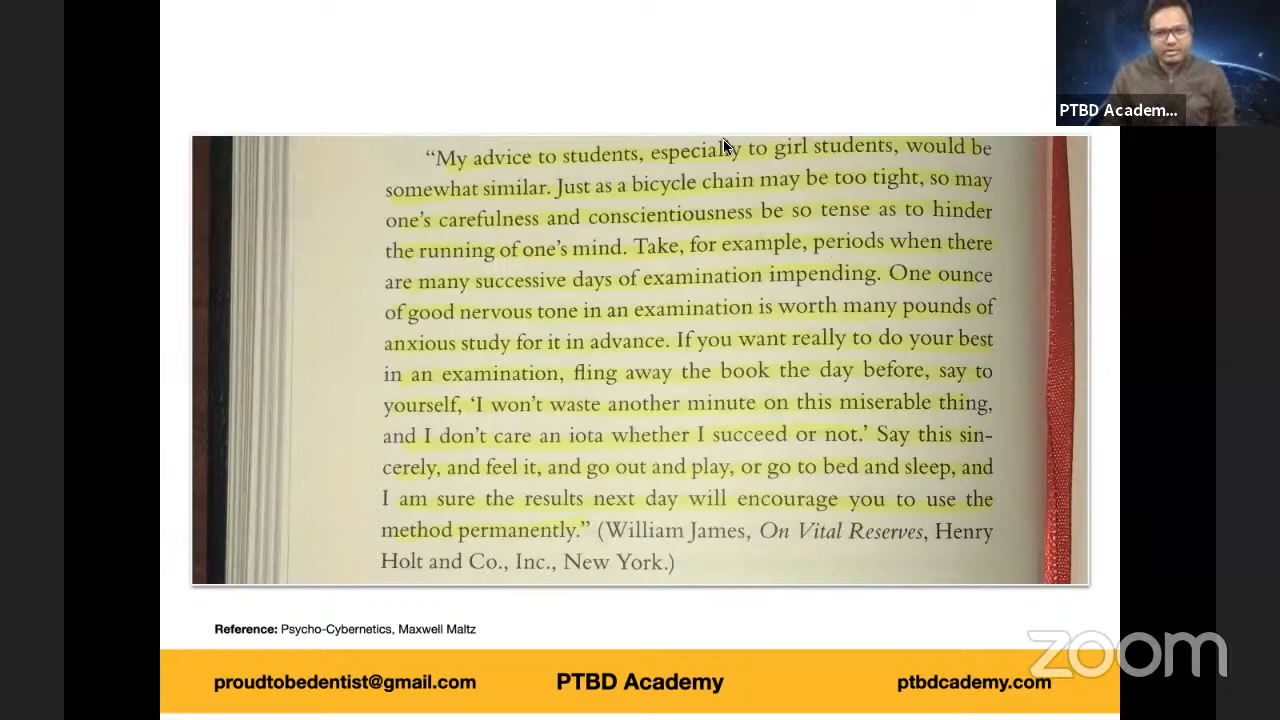 PTBD Academ...
“My advice to students, especially to girl students, would be
somewhat similar. Just as a bicycle chain may be too tight, so may
one’s carefulness and conscientiousness be so tense as to hinder
the running of one’s mind. Take, for example, periods when there
are many successive days of examination impending. One ounce
of good nervous tone in an examination is worth many pounds of
anxious study for it in advance. If you want really to do your best
in an examination, fling away the book the day before, say to
yourself, ‘I won’t waste another minute on this miserable thing,
and I don’t care an iota whether I succeed or not.’ Say this sin-
cerely, and feel it, and go out and play, or go to bed and sleep, and
I am sure the results next day will encourage you to use the
method permanently.” (William James, On Vital Reserves, Henry
Holt and Co., Inc., New York.)
Reference: Psycho-Cybernetics, Maxwell Maltz
zoom
proudtobedentist@gmail.com PTBD Academy ptbdcademy.com